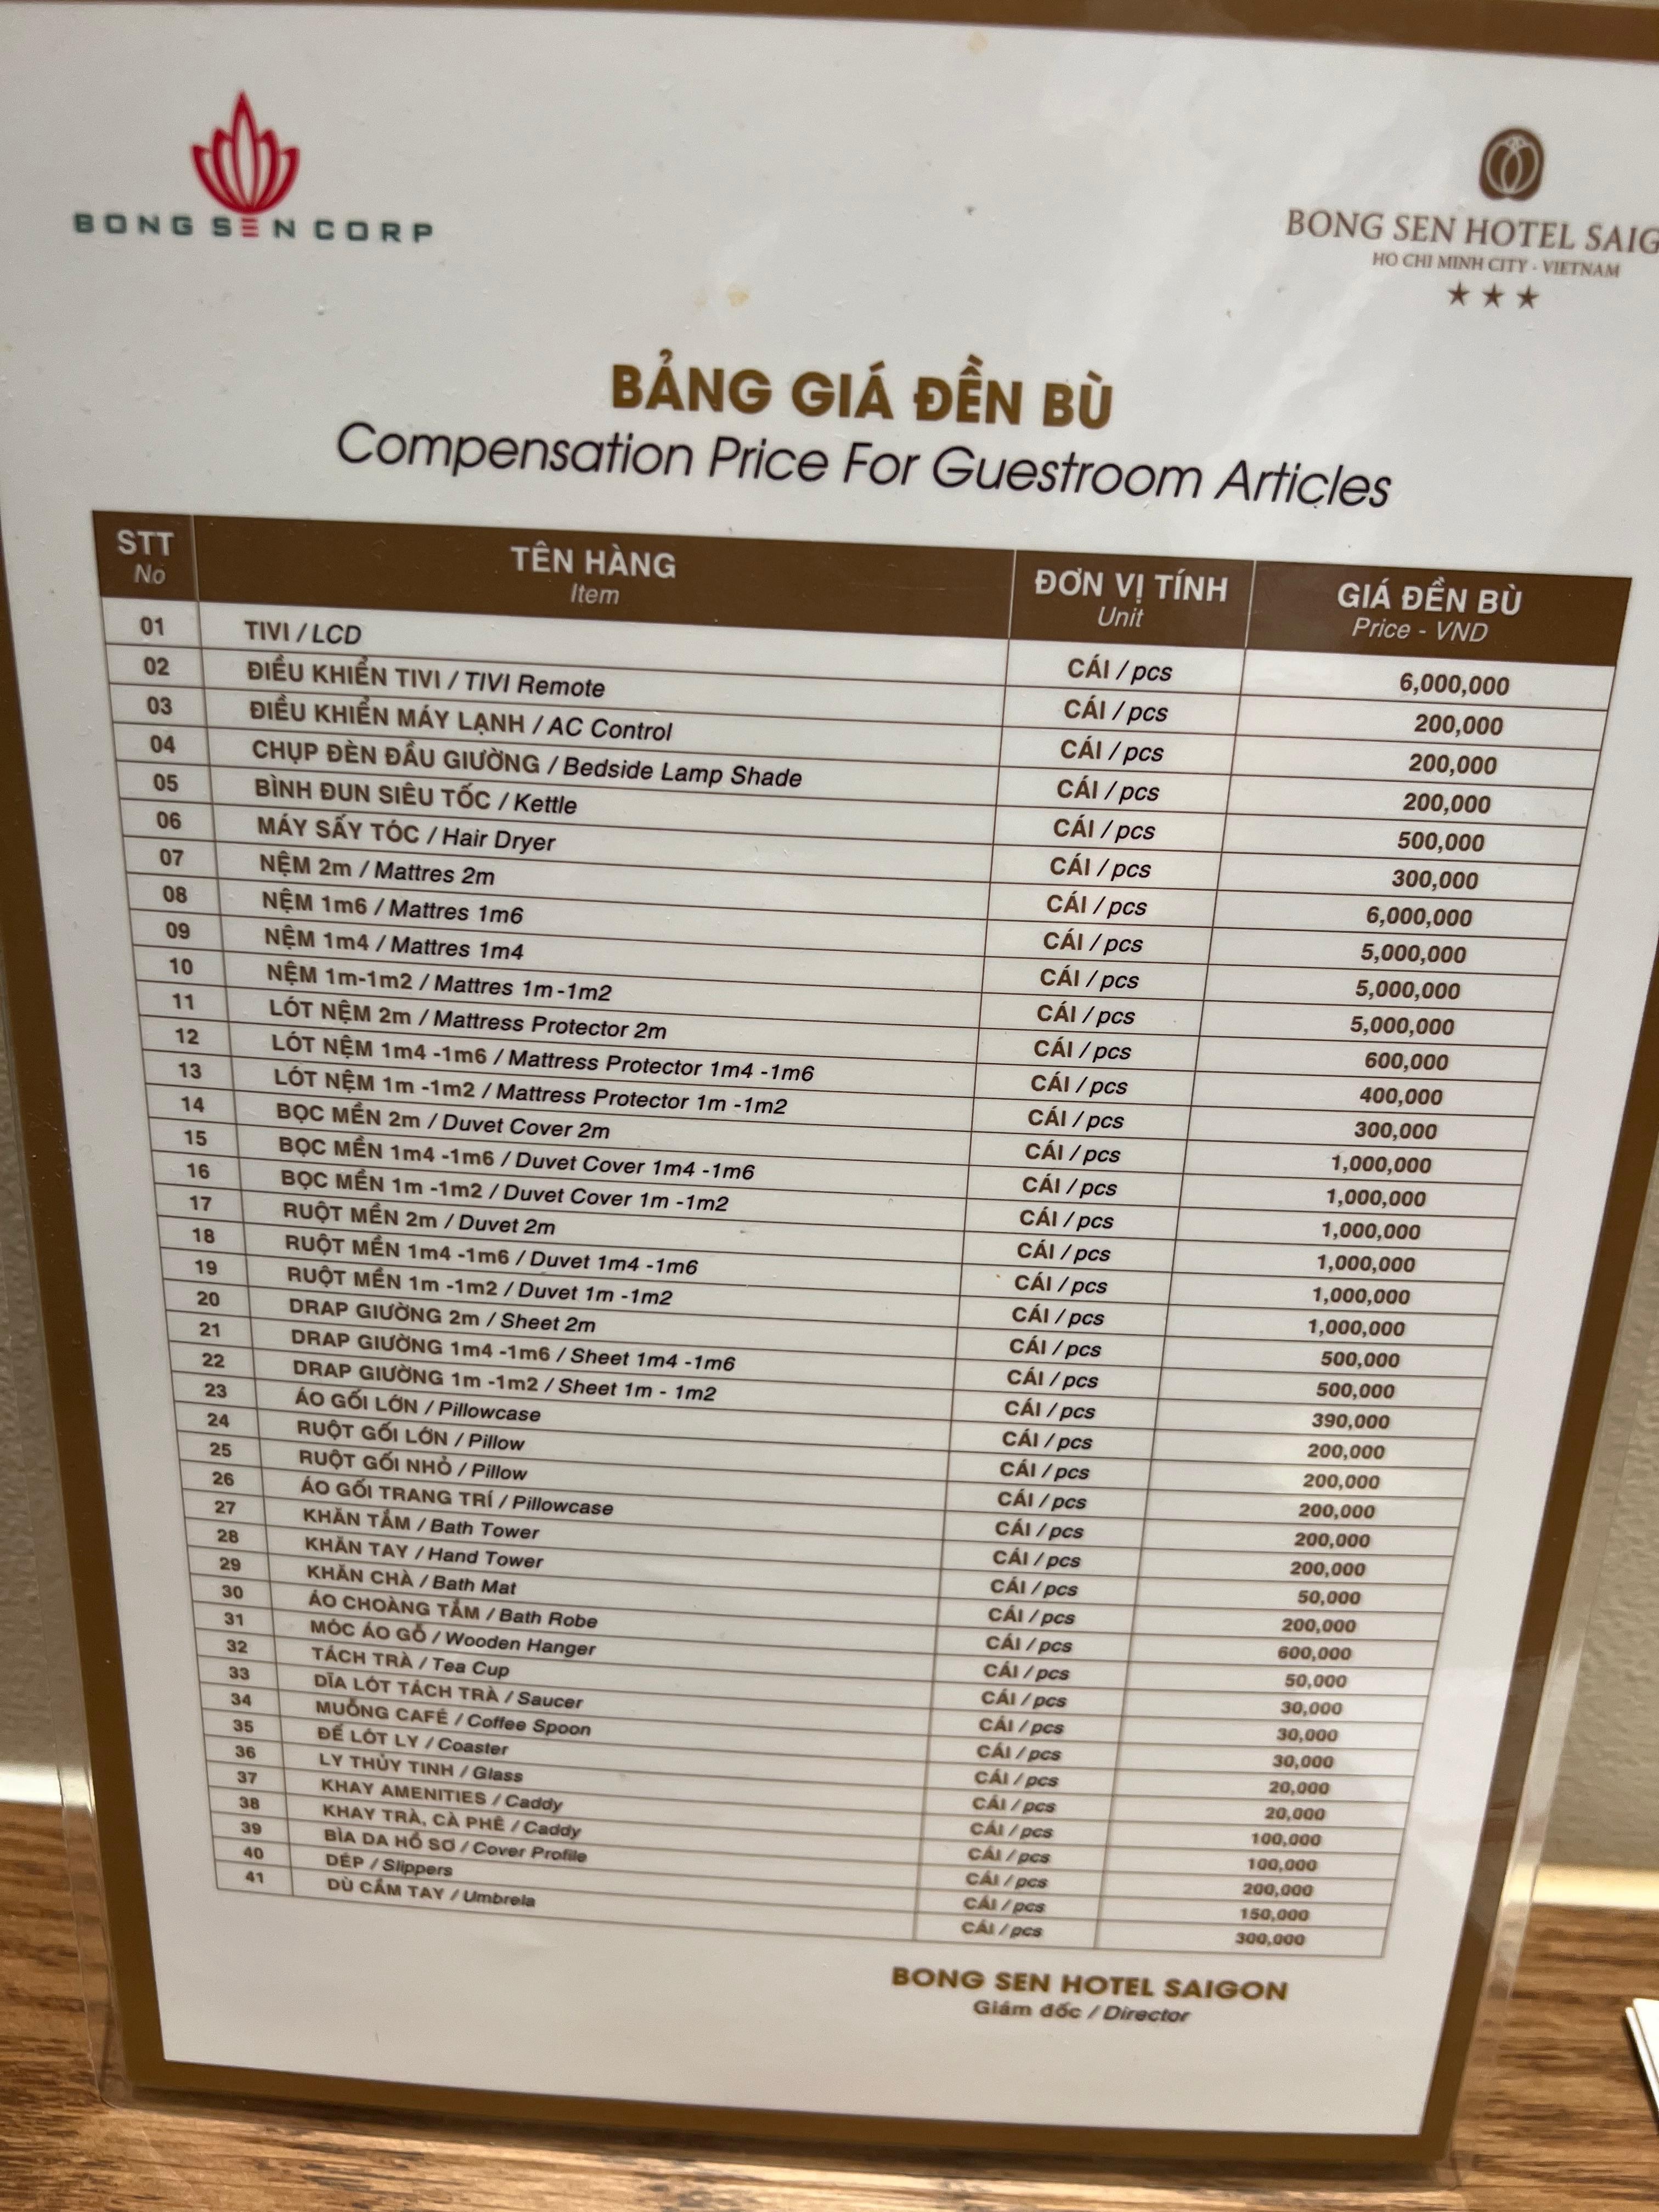 BONG SEN CORP
BONG SEN HOTEL SAIG
HO CHI MINH CITY - VIETNAM
BẢNG GIÁ ĐỀN BÙ
Compensation Price For Guestroom Articles
STT TÊN HÀNG ĐƠN VỊ TÍNH GIÁ ĐỀN BÙ
No Item Unit Price - VND
01 TIVI / LCD CÁI / pcs 6,000,000
02 ĐIỀU KHIỂN TIVI / TIVI Remote CÁI / pcs 200,000
03 ĐIỀU KHIỂN MÁY LẠNH / AC Control CÁI / pcs 200,000
04 CHỤP ĐÈN ĐẦU GIƯỜNG / Bedside Lamp Shade CÁI / pcs 200,000
05 BÌNH ĐUN SIÊU TỐC / Kettle CÁI / pcs 500,000
06 MÁY SẤY TÓC / Hair Dryer CÁI / pcs 300,000
07 NỆM 2m / Mattres 2m CÁI / pcs 6,000,000
08 NỆM 1m6 / Mattres 1m6 CÁI / pcs 5,000,000
09 NỆM 1m4 / Mattres 1m4 CÁI / pcs 5,000,000
10 NỆM 1m-1m2 / Mattres 1m -1m2 CÁI / pcs 5,000,000
11 LÓT NỆM 2m / Mattress Protector 2m CÁI / pcs 600,000
12 LÓT NỆM 1m4 -1m6 / Mattress Protector 1m4 -1m6 CÁI / pcs 400,000
13 LÓT NỆM 1m -1m2 / Mattress Protector 1m -1m2 CÁI / pcs 300,000
14 BỌC MỀN 2m / Duvet Cover 2m CÁI / pcs 1,000,000
15 BỌC MỀN 1m4 -1m6 / Duvet Cover 1m4 -1m6 CÁI / pcs 1,000,000
16 BỌC MỀN 1m -1m2 / Duvet Cover 1m -1m2 CÁI / pcs 1,000,000
17 RUỘT MỀN 2m / Duvet 2m CÁI / pcs 1,000,000
18 RUỘT MỀN 1m4 -1m6 / Duvet 1m4 -1m6 CÁI / pcs 1,000,000
19 RUỘT MỀN 1m -1m2 / Duvet 1m -1m2 CÁI / pcs 1,000,000
20 DRAP GIƯỜNG 2m / Sheet 2m CÁI / pcs 500,000
21 DRAP GIƯỜNG 1m4 -1m6 / Sheet 1m4 -1m6 CÁI / pcs 500,000
22 DRAP GIƯỜNG 1m -1m2 / Sheet 1m - 1m2 CÁI / pcs 390,000
23 ÁO GỐI LỚN / Pillowcase CÁI / pcs 200,000
24 RUỘT GỐI LỚN / Pillow CÁI / pcs 200,000
25 RUỘT GỐI NHỎ / Pillow CÁI / pcs 200,000
26 ÁO GỐI TRANG TRÍ / Pillowcase CÁI / pcs 200,000
27 KHĂN TẮM / Bath Tower CÁI / pcs 200,000
28 KHĂN TAY / Hand Tower CÁI / pcs 50,000
29 KHĂN CHÀ / Bath Mat CÁI / pcs 200,000
30 ÁO CHOÀNG TẮM / Bath Robe CÁI / pcs 600,000
31 MÓC ÁO GỖ / Wooden Hanger CÁI / pcs 50,000
32 TÁCH TRÀ / Tea Cup CÁI / pcs 30,000
33 DĨA LÓT TÁCH TRÀ / Saucer CÁI / pcs 30,000
34 MUỖNG CAFÉ / Coffee Spoon CÁI / pcs 30,000
35 ĐẾ LÓT LY / Coaster CÁI / pcs 20,000
36 LY THỦY TINH / Glass CÁI / pcs 20,000
37 KHAY AMENITIES / Caddy CÁI / pcs 100,000
38 KHAY TRÀ, CÀ PHÊ / Caddy CÁI / pcs 100,000
39 BÌA DA HỒ SƠ / Cover Profile CÁI / pcs 200,000
40 DÉP / Slippers CÁI / pcs 150,000
41 DÙ CẦM TAY / Umbrela CÁI / pcs 300,000
BONG SEN HOTEL SAIGON
Giám đốc / Director